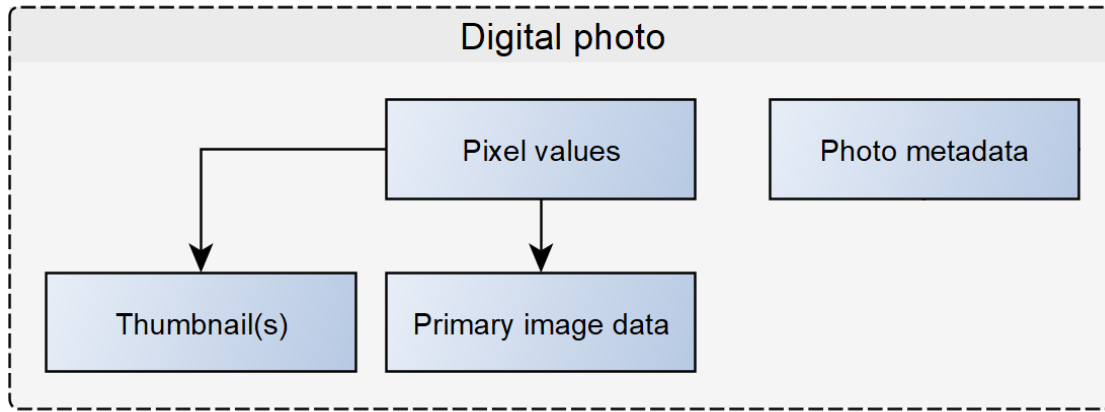 Digital photo
Pixel values
Photo metadata
Thumbnail(s)
Primary image data